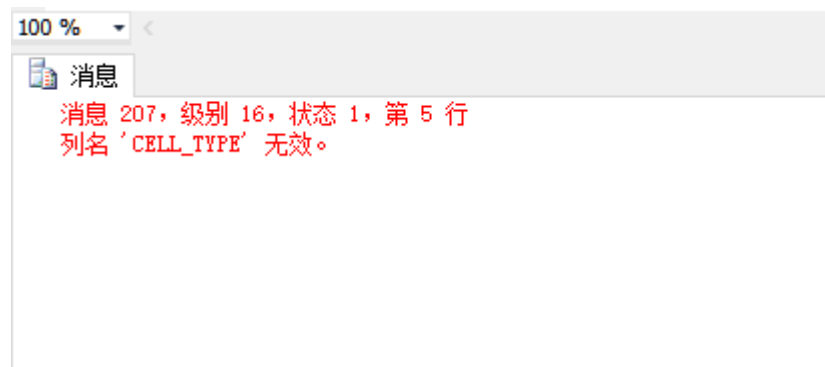 100 %
消息
消息 207，级别 16，状态 1，第 5 行
列名 'CELL_TYPE' 无效。